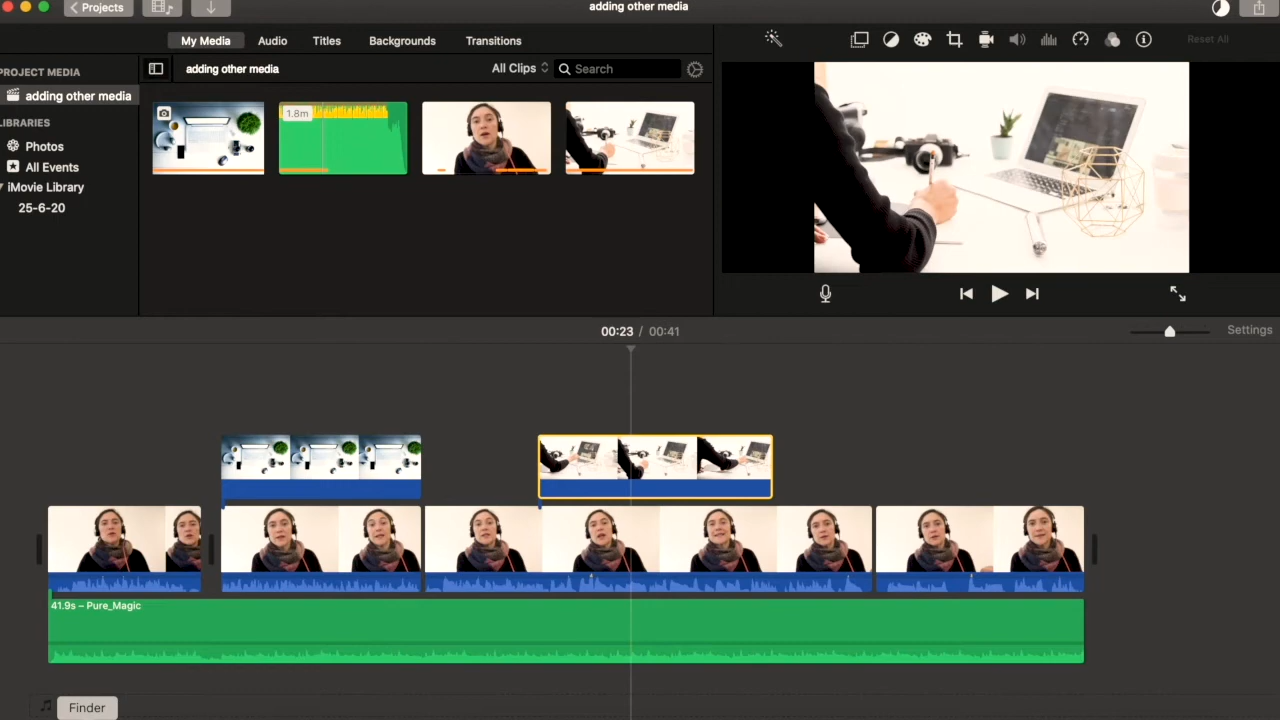 adding other media
Projects
My Media Audio Titles Backgrounds Transitions
Reset All
PROJECT MEDIA
adding other media
LIBRARIES
Photos
All Events
iMovie Library
25-6-20
adding other media All Clips Search
1.8m
00:23 / 00:41 Settings
41.9s – Pure_Magic
Finder